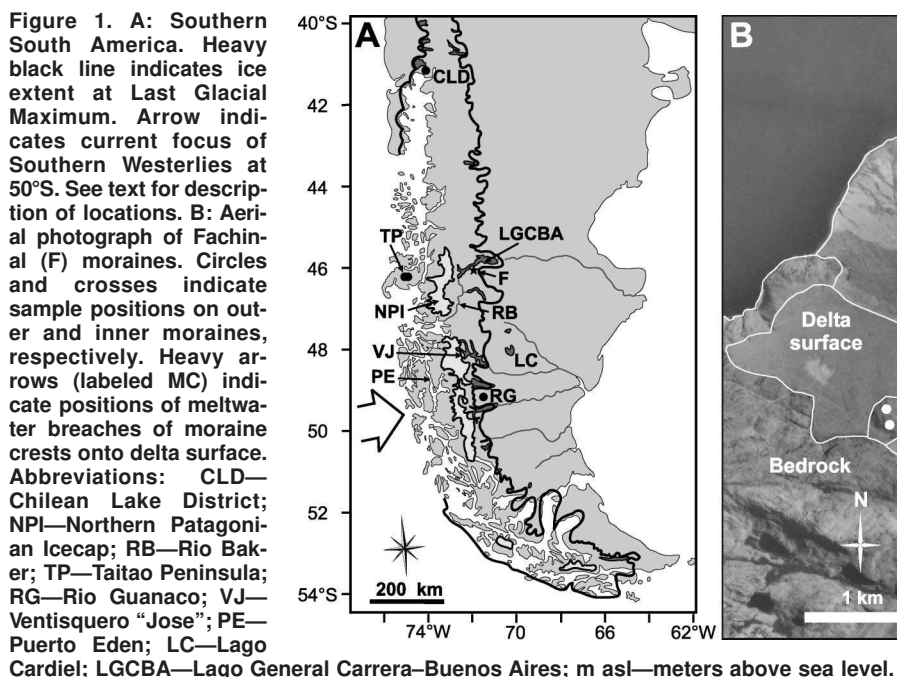 Figure 1. A: Southern
South America. Heavy
black line indicates ice
extent at Last Glacial
Maximum. Arrow indi-
cates current focus of
Southern Westerlies at
50°S. See text for descrip-
tion of locations. B: Aeri-
al photograph of Fachin-
al (F) moraines. Circles
and crosses indicate
sample positions on out-
er and inner moraines,
respectively. Heavy ar-
rows (labeled MC) indi-
cate positions of meltwa-
ter breaches of moraine
crests onto delta surface.
Abbreviations: CLD—
Chilean Lake District;
NPI—Northern Patagoni-
an Icecap; RB—Rio Bak-
er; TP—Taitao Peninsula;
RG—Rio Guanaco; VJ—
Ventisquero “Jose”; PE—
Puerto Eden; LC—Lago
Cardiel; LGCBA—Lago General Carrera–Buenos Aires; m asl—meters above sea level.
A
40°S
42
44
46
48
50
52
54°S
CLD
LGCBA
TP
F
NPI
RB
VJ
LC
PE
RG
200 km
74°W
70
66
62°W
B
Delta
surface
Bedrock
N
1 km